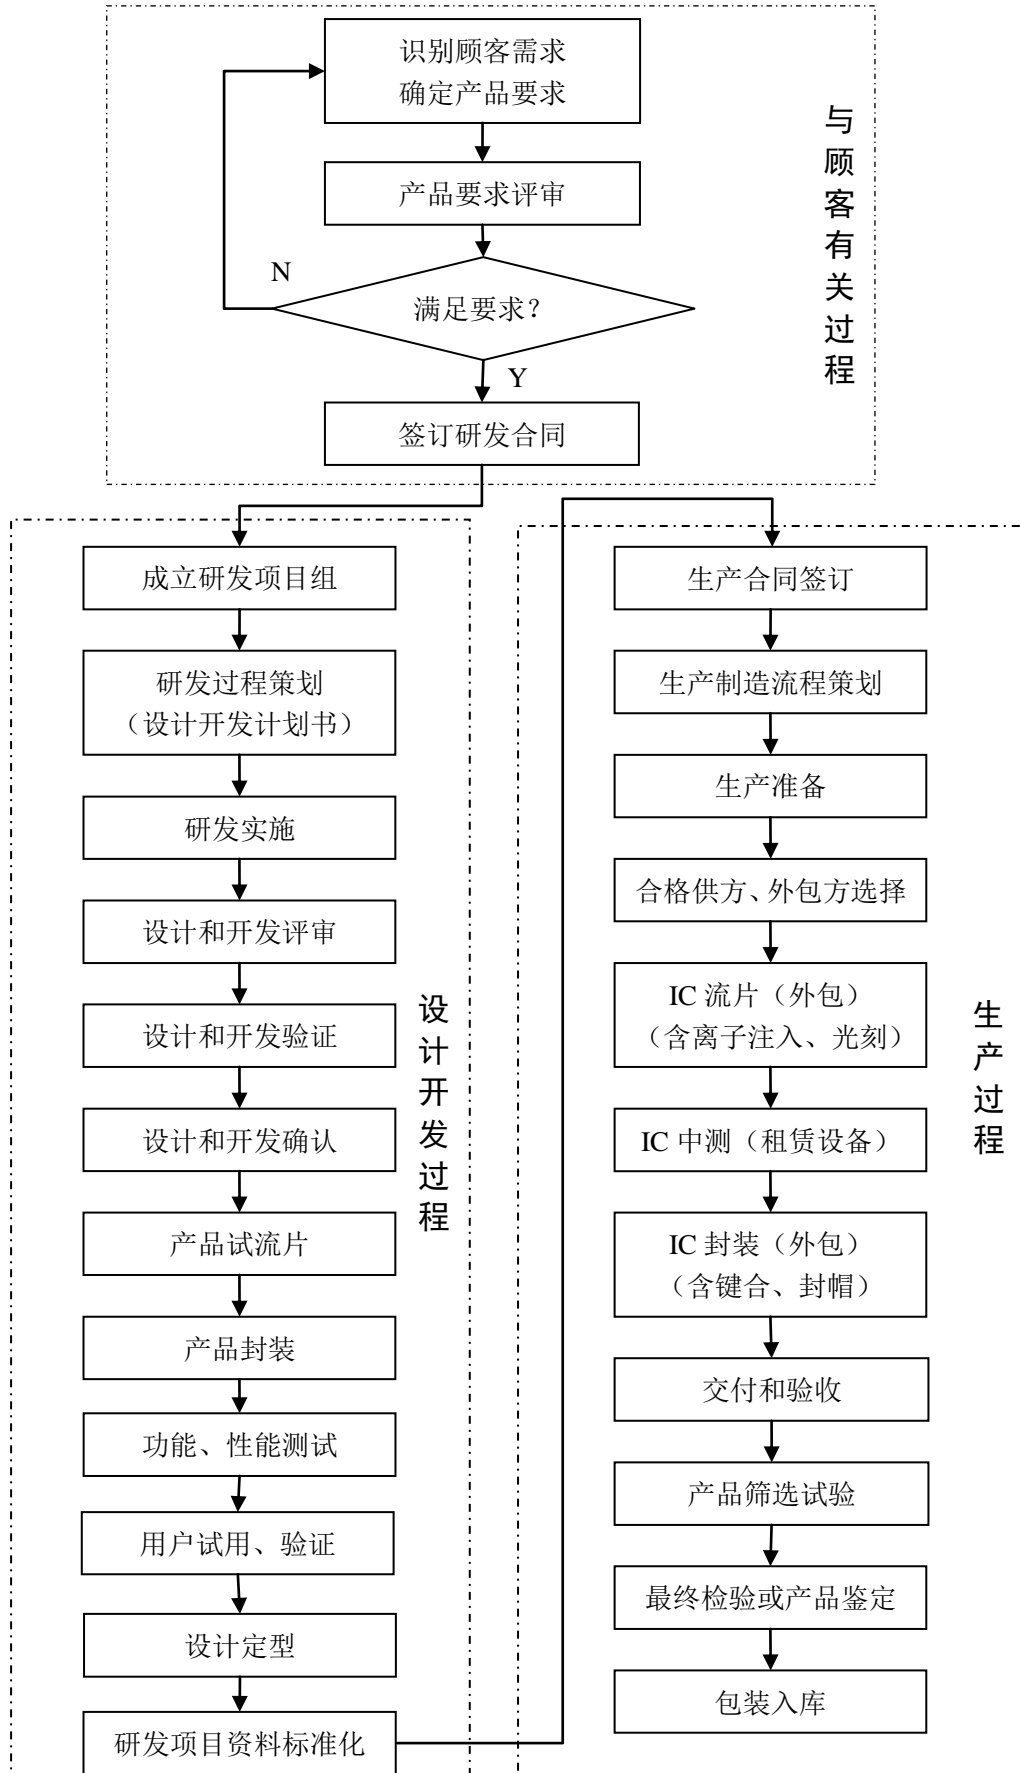 识别顾客需求
确定产品要求
产品要求评审
N
满足要求？
Y
签订研发合同
与顾客有关过程
成立研发项目组
研发过程策划
（设计开发计划书）
研发实施
设计和开发评审
设计和开发验证
设计和开发确认
产品试流片
产品封装
功能、性能测试
用户试用、验证
设计定型
研发项目资料标准化
设计开发过程
生产合同签订
生产制造流程策划
生产准备
合格供方、外包方选择
IC 流片（外包）
（含离子注入、光刻）
IC 中测（租赁设备）
IC 封装（外包）
（含键合、封帽）
交付和验收
产品筛选试验
最终检验或产品鉴定
包装入库
生产过程